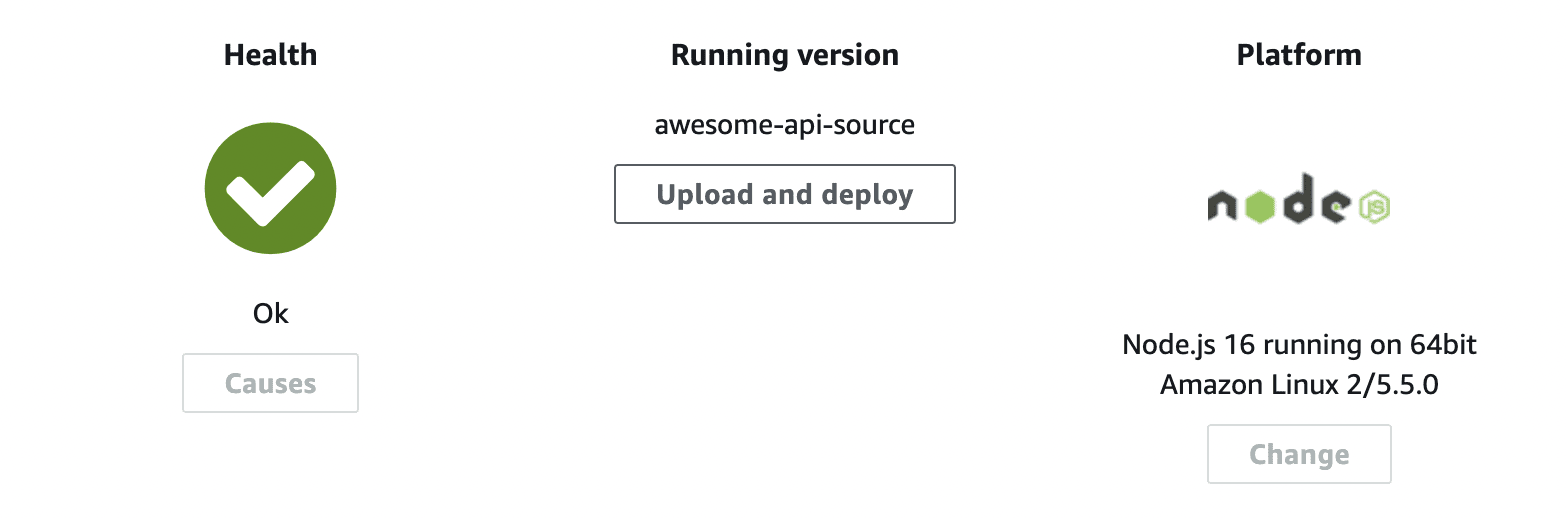 Health
Ok
Causes
Running version
awesome-api-source
Upload and deploy
Platform
node JS
Node.js 16 running on 64bit
Amazon Linux 2/5.5.0
Change